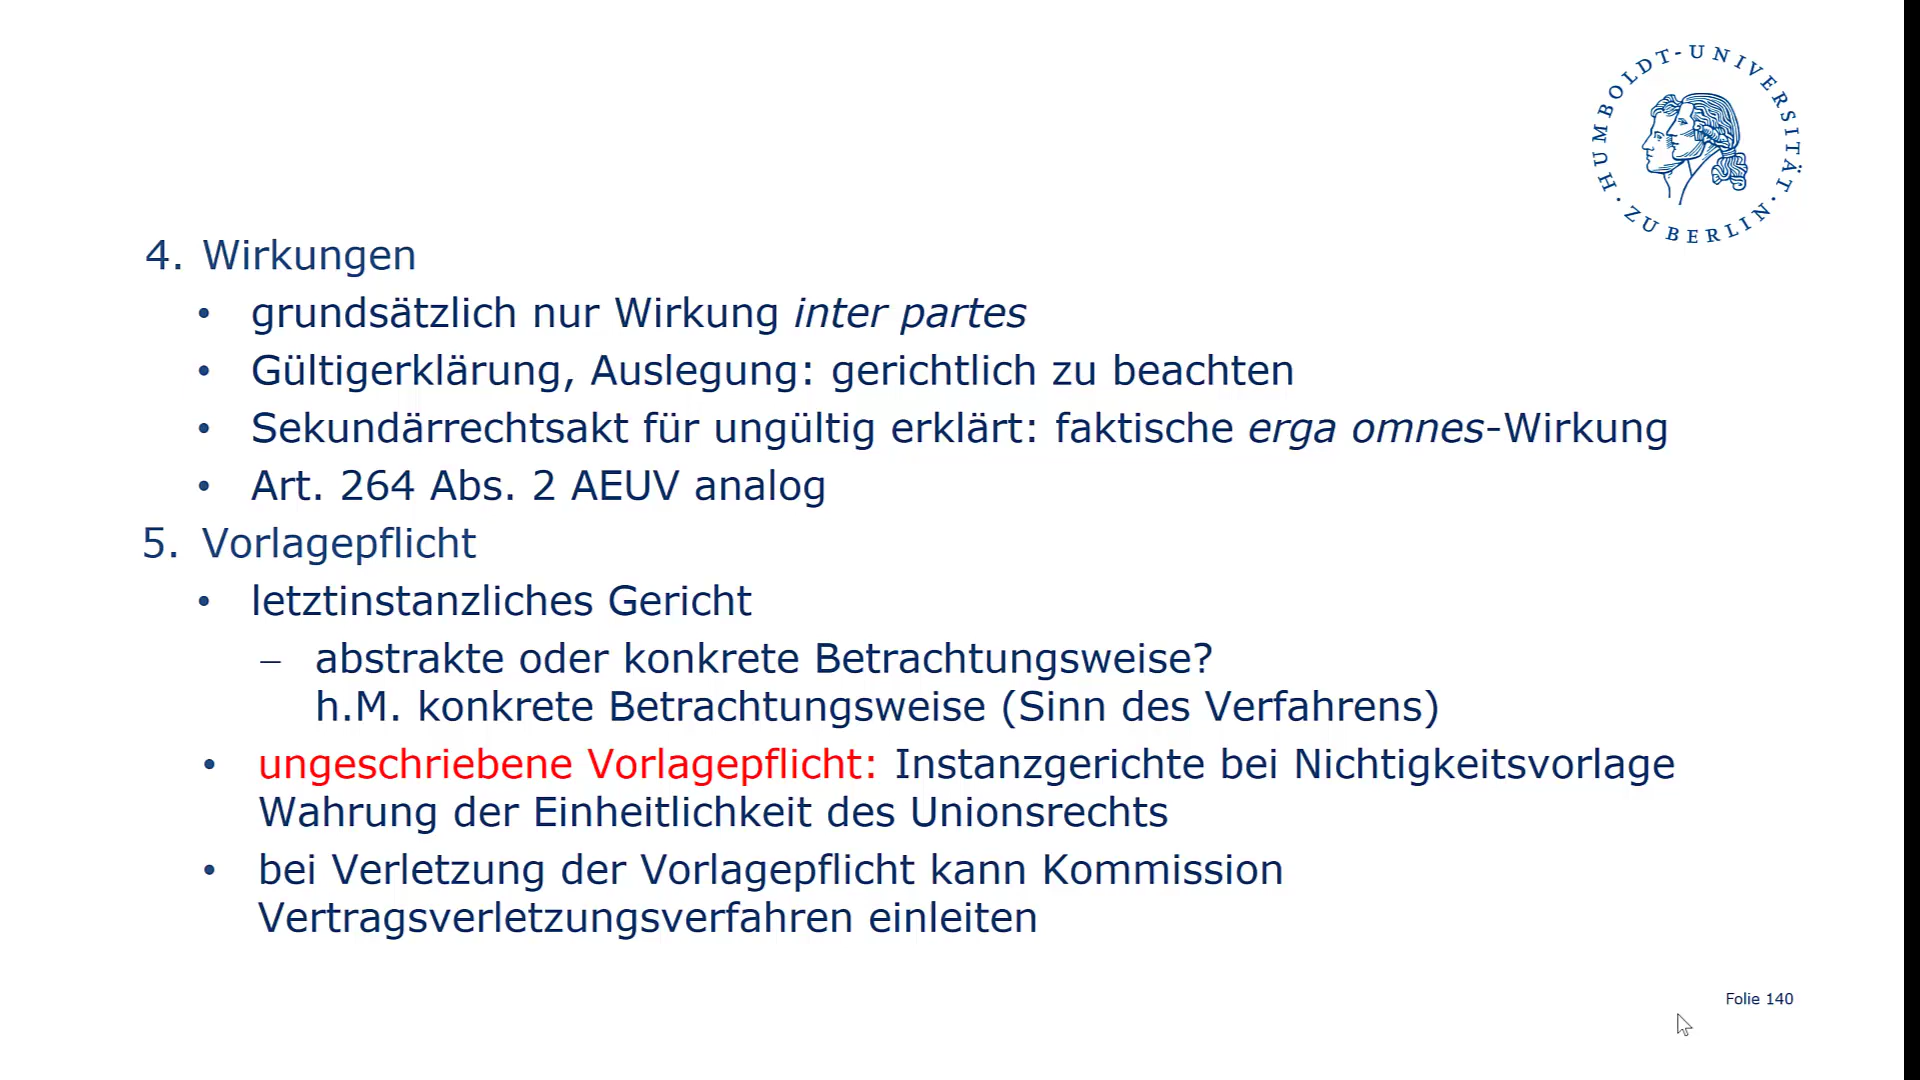 HUMBOLDT-UNIVERSITÄT · ZU BERLIN ·
4. Wirkungen
• grundsätzlich nur Wirkung inter partes
• Gültigerklärung, Auslegung: gerichtlich zu beachten
• Sekundärrechtsakt für ungültig erklärt: faktische erga omnes-Wirkung
• Art. 264 Abs. 2 AEUV analog
5. Vorlagepflicht
• letztinstanzliches Gericht
– abstrakte oder konkrete Betrachtungsweise?
h.M. konkrete Betrachtungsweise (Sinn des Verfahrens)
• ungeschriebene Vorlagepflicht: Instanzgerichte bei Nichtigkeitsvorlage
Wahrung der Einheitlichkeit des Unionsrechts
• bei Verletzung der Vorlagepflicht kann Kommission
Vertragsverletzungsverfahren einleiten
Folie 140